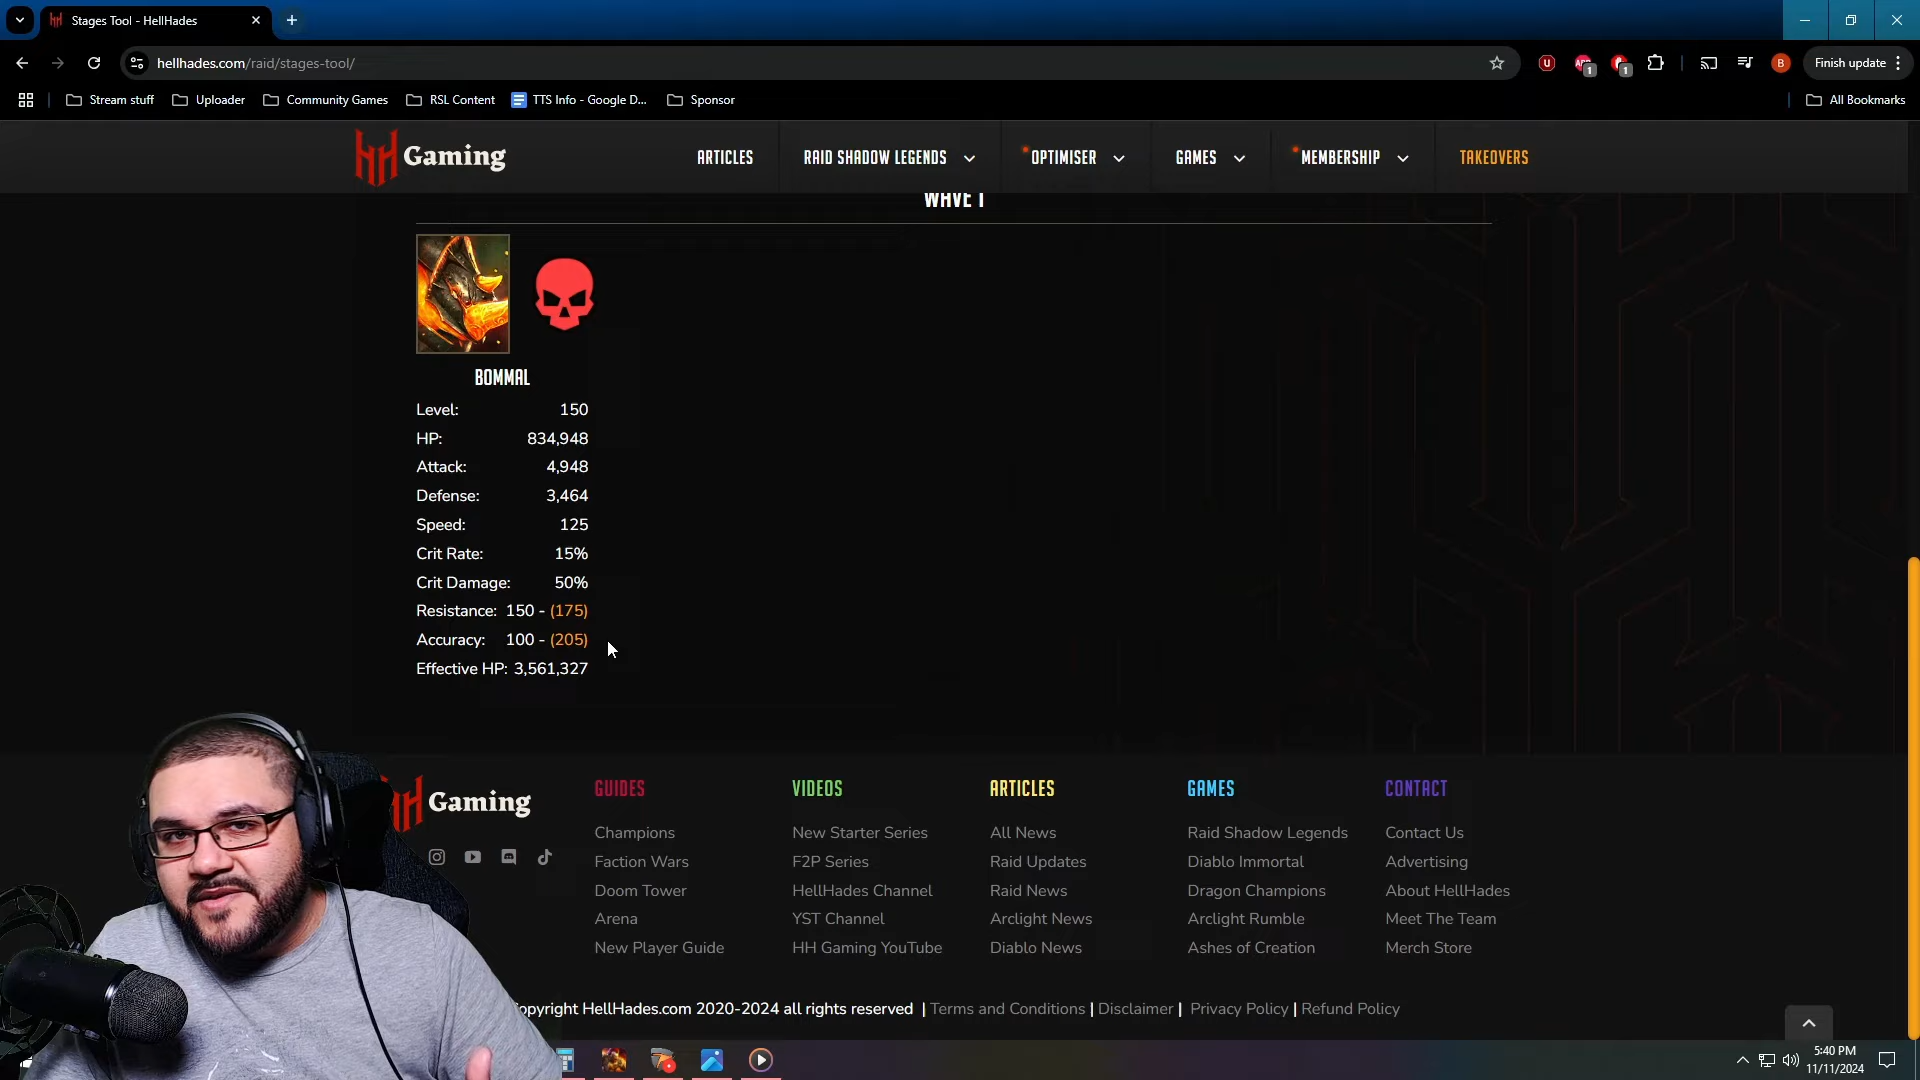 Stages Tool - HellHades
hellhades.com/raid/stages-tool/
Finish update
Stream stuff
Uploader
Community Games
RSL Content
TTS Info - Google D...
Sponsor
All Bookmarks
Gaming
ARTICLES
RAID SHADOW LEGENDS
OPTIMISER
GAMES
MEMBERSHIP
TAKEOVERS
WAVE 1
BOMMAL
Level: 150
HP: 834,948
Attack: 4,948
Defense: 3,464
Speed: 125
Crit Rate: 15%
Crit Damage: 50%
Resistance: 150 - (175)
Accuracy: 100 - (205)
Effective HP: 3,561,327
Gaming
GUIDES
Champions
Faction Wars
Doom Tower
Arena
New Player Guide
VIDEOS
New Starter Series
F2P Series
HellHades Channel
YST Channel
HH Gaming YouTube
ARTICLES
All News
Raid Updates
Raid News
Arclight News
Diablo News
GAMES
Raid Shadow Legends
Diablo Immortal
Dragon Champions
Arclight Rumble
Ashes of Creation
CONTACT
Contact Us
Advertising
About HellHades
Meet The Team
Merch Store
opyright HellHades.com 2020-2024 all rights reserved | Terms and Conditions | Disclaimer | Privacy Policy | Refund Policy
5:40 PM
11/11/2024